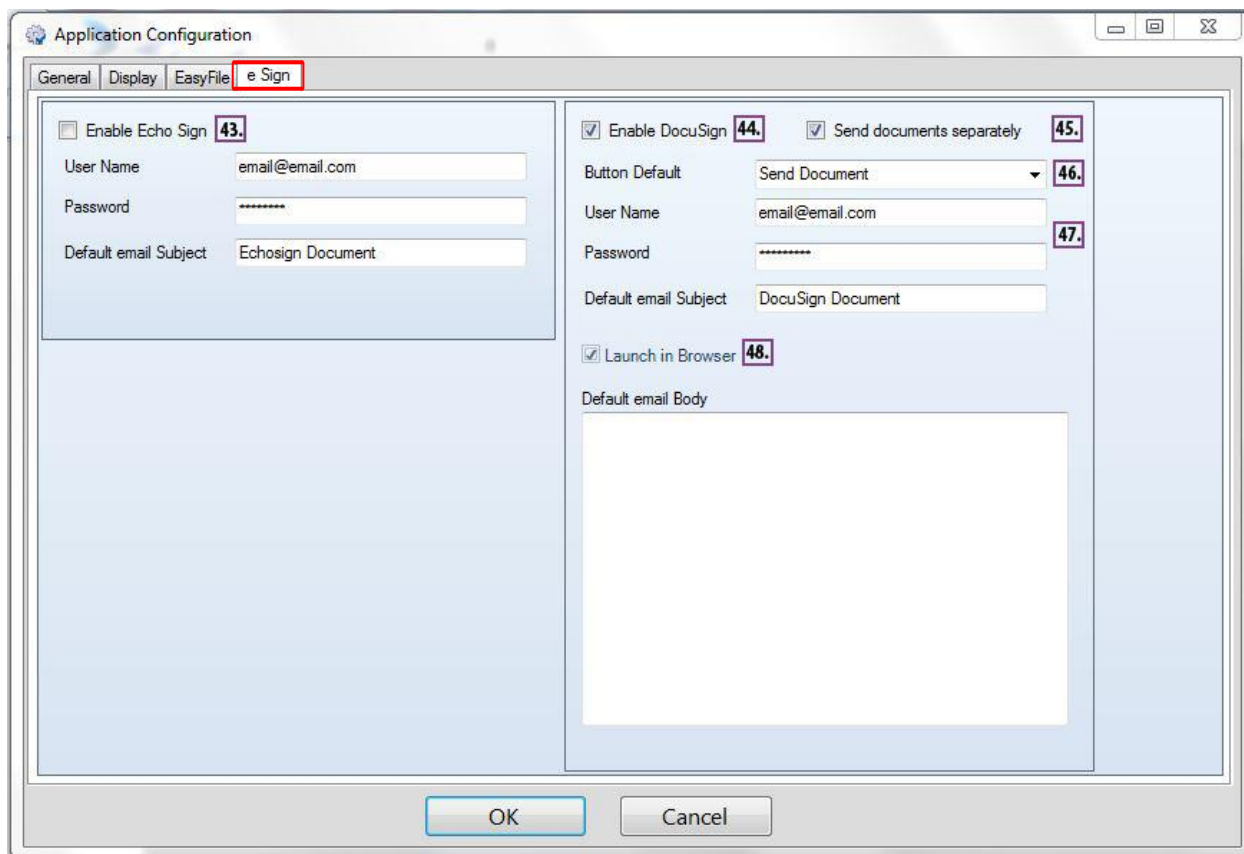 Application Configuration
General Display EasyFile e Sign
Enable Echo Sign 43.
User Name email@email.com
Password ********
Default email Subject Echosign Document
Enable DocuSign 44. Send documents separately 45.
Button Default Send Document 46.
User Name email@email.com
47.
Password *********
Default email Subject DocuSign Document
Launch in Browser 48.
Default email Body
OK Cancel